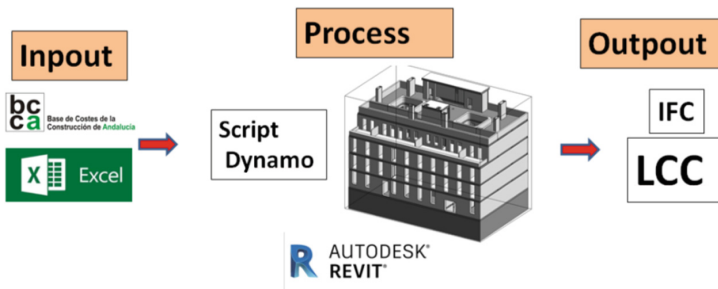 Inpout
bc
ca
Base de Costes de la
Construcción de Andalucía
X
Excel
Process
Script
Dynamo
R
AUTODESK®
REVIT®
Outpout
IFC
LCC